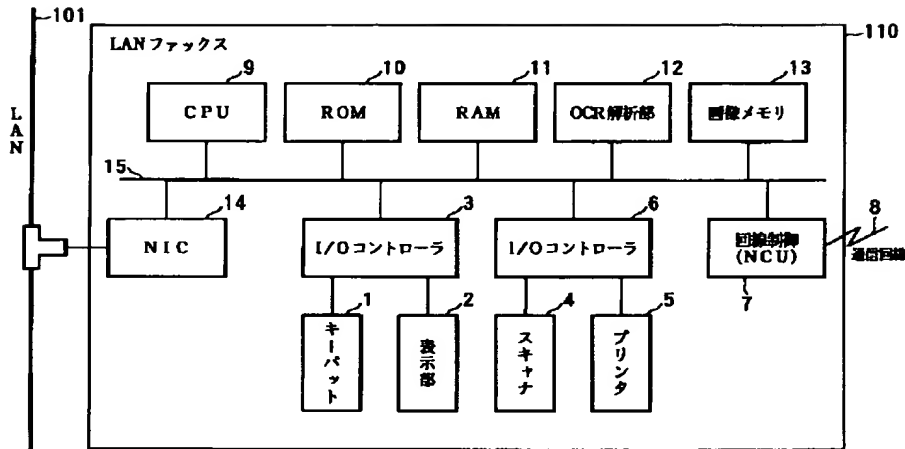 101
110
LANファックス
LAN
9
10
11
12
13
CPU
ROM
RAM
OCR解析部
画像メモリ
15
14
3
6
8
NIC
I/Oコントローラ
I/Oコントローラ
回線制御
(NCU)
通信回線
7
1
2
4
5
キーパット
表示部
スキャナ
プリンタ